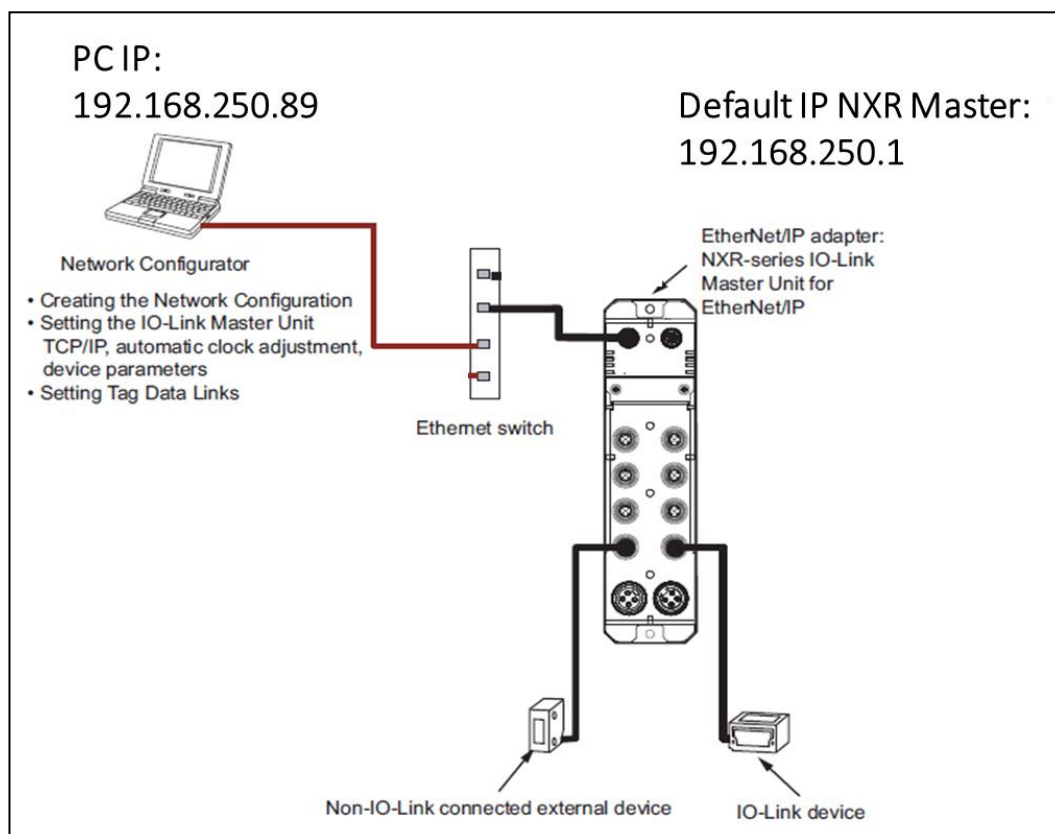 PC IP:
192.168.250.89
Default IP NXR Master:
192.168.250.1
EtherNet/IP adapter:
NXR-series IO-Link
Master Unit for
EtherNet/IP
Network Configurator
• Creating the Network Configuration
• Setting the IO-Link Master Unit
TCP/IP, automatic clock adjustment,
device parameters
• Setting Tag Data Links
Ethernet switch
Non-IO-Link connected external device
IO-Link device